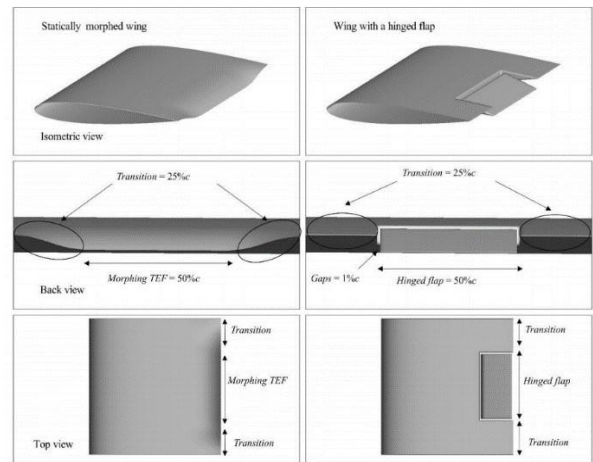 Statically morphed wing
Wing with a hinged flap
Isometric view
Transition = 25%c
Transition = 25%c
Morphing TEF = 50%c
Gaps = 1%c
Hinged flap = 50%c
Back view
Transition
Morphing TEF
Transition
Transition
Hinged flap
Transition
Top view